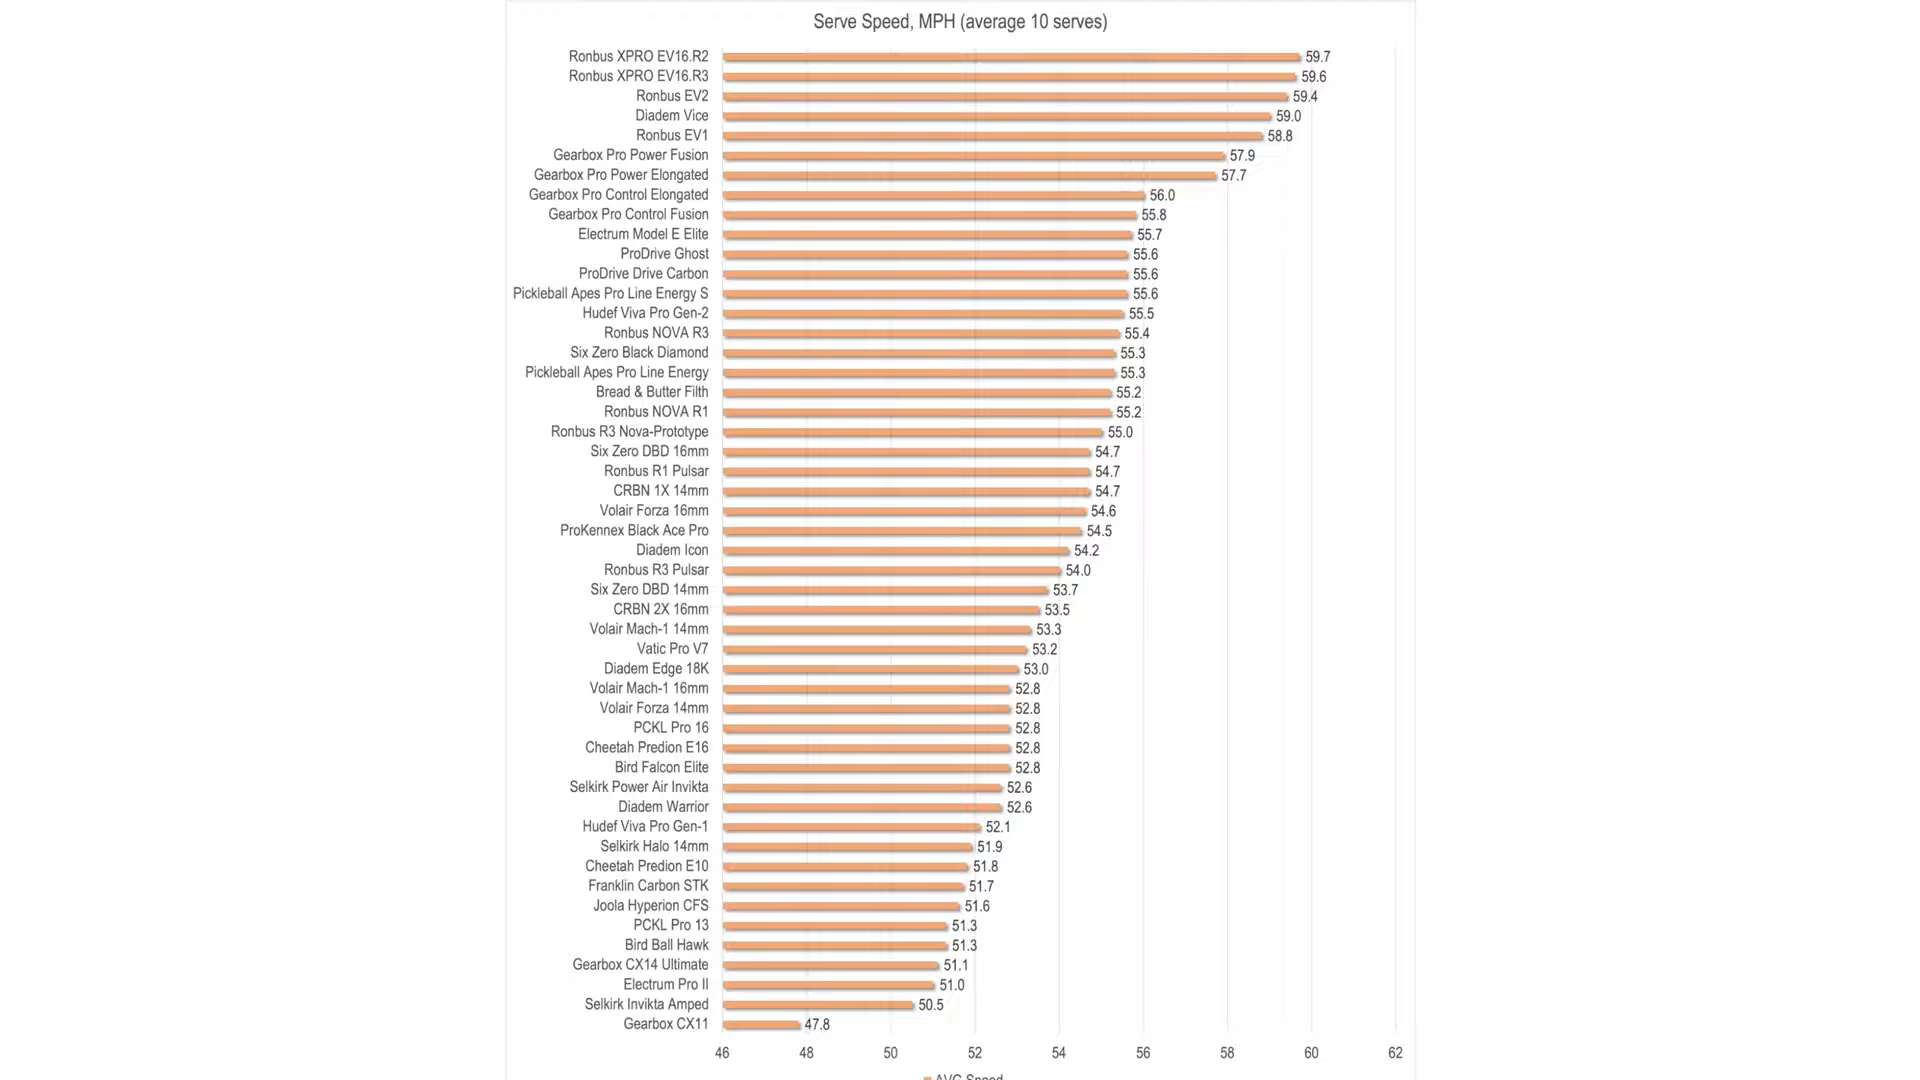 Serve Speed, MPH (average 10 serves)
Ronbus XPRO EV16.R2 59.7
Ronbus XPRO EV16.R3 59.6
Ronbus EV2 59.4
Diadem Vice 59.0
Ronbus EV1 58.8
Gearbox Pro Power Fusion 57.9
Gearbox Pro Power Elongated 57.7
Gearbox Pro Control Elongated 56.0
Gearbox Pro Control Fusion 55.8
Electrum Model E Elite 55.7
ProDrive Ghost 55.6
ProDrive Drive Carbon 55.6
Pickleball Apes Pro Line Energy S 55.6
Hudef Viva Pro Gen-2 55.5
Ronbus NOVA R3 55.4
Six Zero Black Diamond 55.3
Pickleball Apes Pro Line Energy 55.3
Bread & Butter Filth 55.2
Ronbus NOVA R1 55.2
Ronbus R3 Nova-Prototype 55.0
Six Zero DBD 16mm 54.7
Ronbus R1 Pulsar 54.7
CRBN 1X 14mm 54.7
Volair Forza 16mm 54.6
ProKennex Black Ace Pro 54.5
Diadem Icon 54.2
Ronbus R3 Pulsar 54.0
Six Zero DBD 14mm 53.7
CRBN 2X 16mm 53.5
Volair Mach-1 14mm 53.3
Vatic Pro V7 53.2
Diadem Edge 18K 53.0
Volair Mach-1 16mm 52.8
Volair Forza 14mm 52.8
PCKL Pro 16 52.8
Cheetah Predion E16 52.8
Bird Falcon Elite 52.8
Selkirk Power Air Invikta 52.6
Diadem Warrior 52.6
Hudef Viva Pro Gen-1 52.1
Selkirk Halo 14mm 51.9
Cheetah Predion E10 51.8
Franklin Carbon STK 51.7
Joola Hyperion CFS 51.6
PCKL Pro 13 51.3
Bird Ball Hawk 51.3
Gearbox CX14 Ultimate 51.1
Electrum Pro II 51.0
Selkirk Invikta Amped 50.5
Gearbox CX11 47.8
46 48 50 52 54 56 58 60 62
AVG Speed